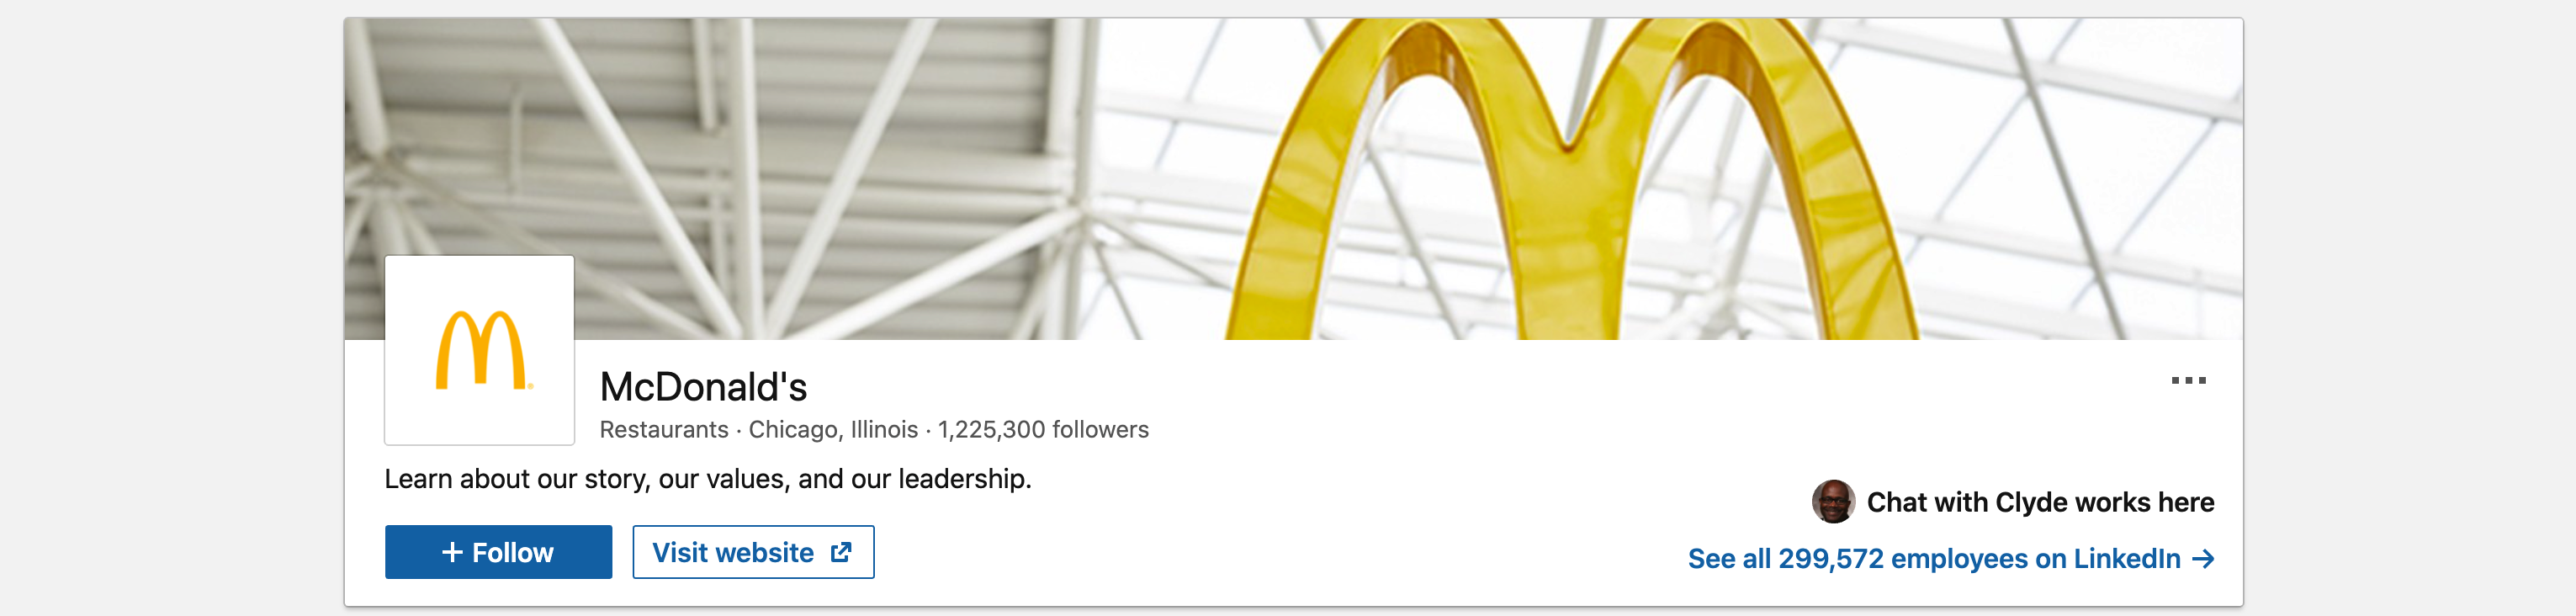 McDonald's
Restaurants · Chicago, Illinois · 1,225,300 followers
Learn about our story, our values, and our leadership.
+ Follow
Visit website
Chat with Clyde works here
See all 299,572 employees on LinkedIn →